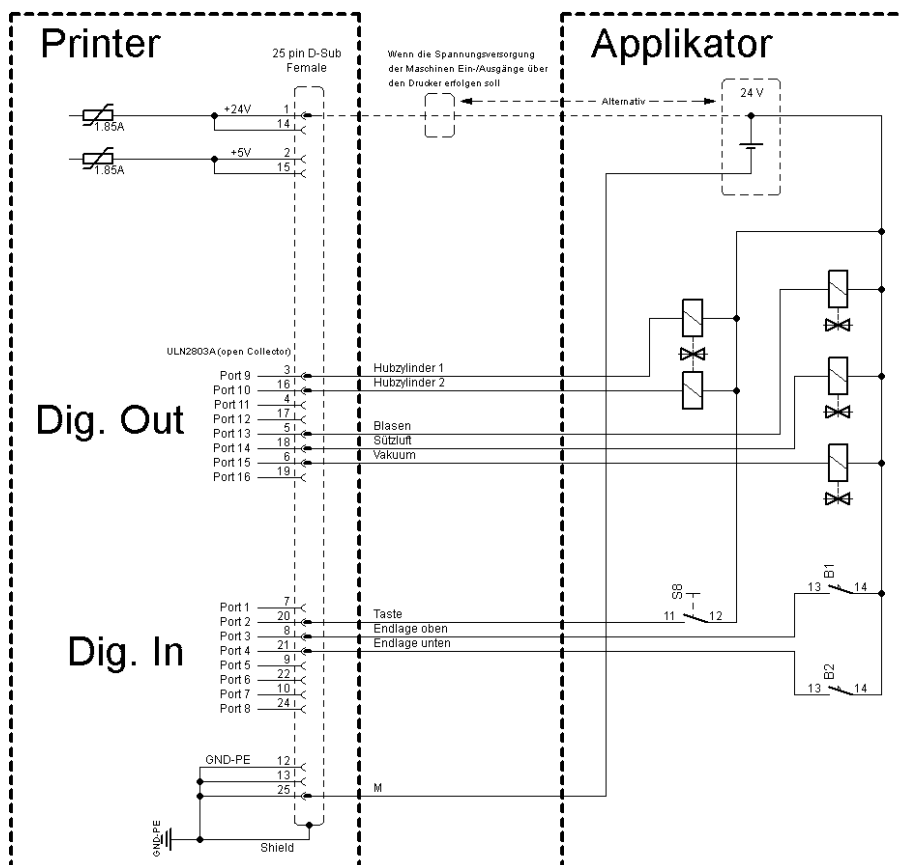 Printer
Applikator
25 pin D-Sub
Female
Wenn die Spannungsversorgung
der Maschinen Ein-/Ausgänge über
den Drucker erfolgen soll
Alternativ
24 V
+24V
1
14
1.85A
+5V
2
15
1.85A
ULN2803A (open Collector)
Dig. Out
Port 9 3 Hubzylinder 1
Port 10 16 Hubzylinder 2
Port 11 4
Port 12 17
Port 13 5 Blasen
Port 14 18 Sützluft
Port 15 6 Vakuum
Port 16 19
Dig. In
Port 1 7
Port 2 20 Taste
Port 3 8 Endlage oben
Port 4 21 Endlage unten
Port 5 9
Port 6 22
Port 7 10
Port 8 24
S8
11 12
B1
13 14
B2
13 14
GND-PE 12
13
25 M
GND-PE
Shield